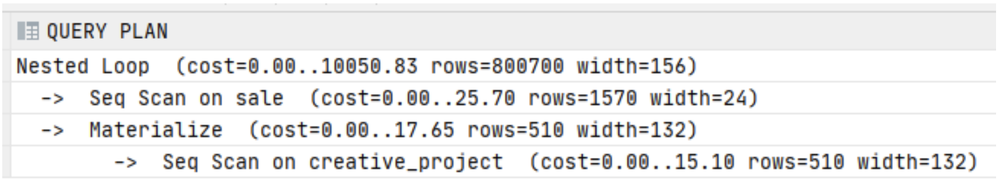 QUERY PLAN
Nested Loop  (cost=0.00..10050.83 rows=800700 width=156)
  ->  Seq Scan on sale  (cost=0.00..25.70 rows=1570 width=24)
  ->  Materialize  (cost=0.00..17.65 rows=510 width=132)
        ->  Seq Scan on creative_project  (cost=0.00..15.10 rows=510 width=132)